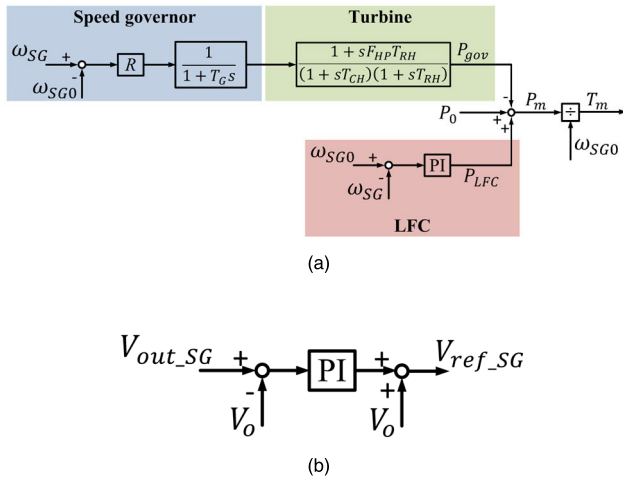 Speed governor
Turbine
ω_SG
+
-
ω_SG0
R
1
1 + T_G s
1 + sF_HP T_RH
(1 + sT_CH)(1 + sT_RH)
P_gov
-
P_0
+
+
P_m
÷
T_m
ω_SG0
ω_SG0
+
-
ω_SG
PI
P_LFC
LFC
(a)
V_out_SG
+
-
V_o
PI
+
+
V_o
V_ref_SG
(b)